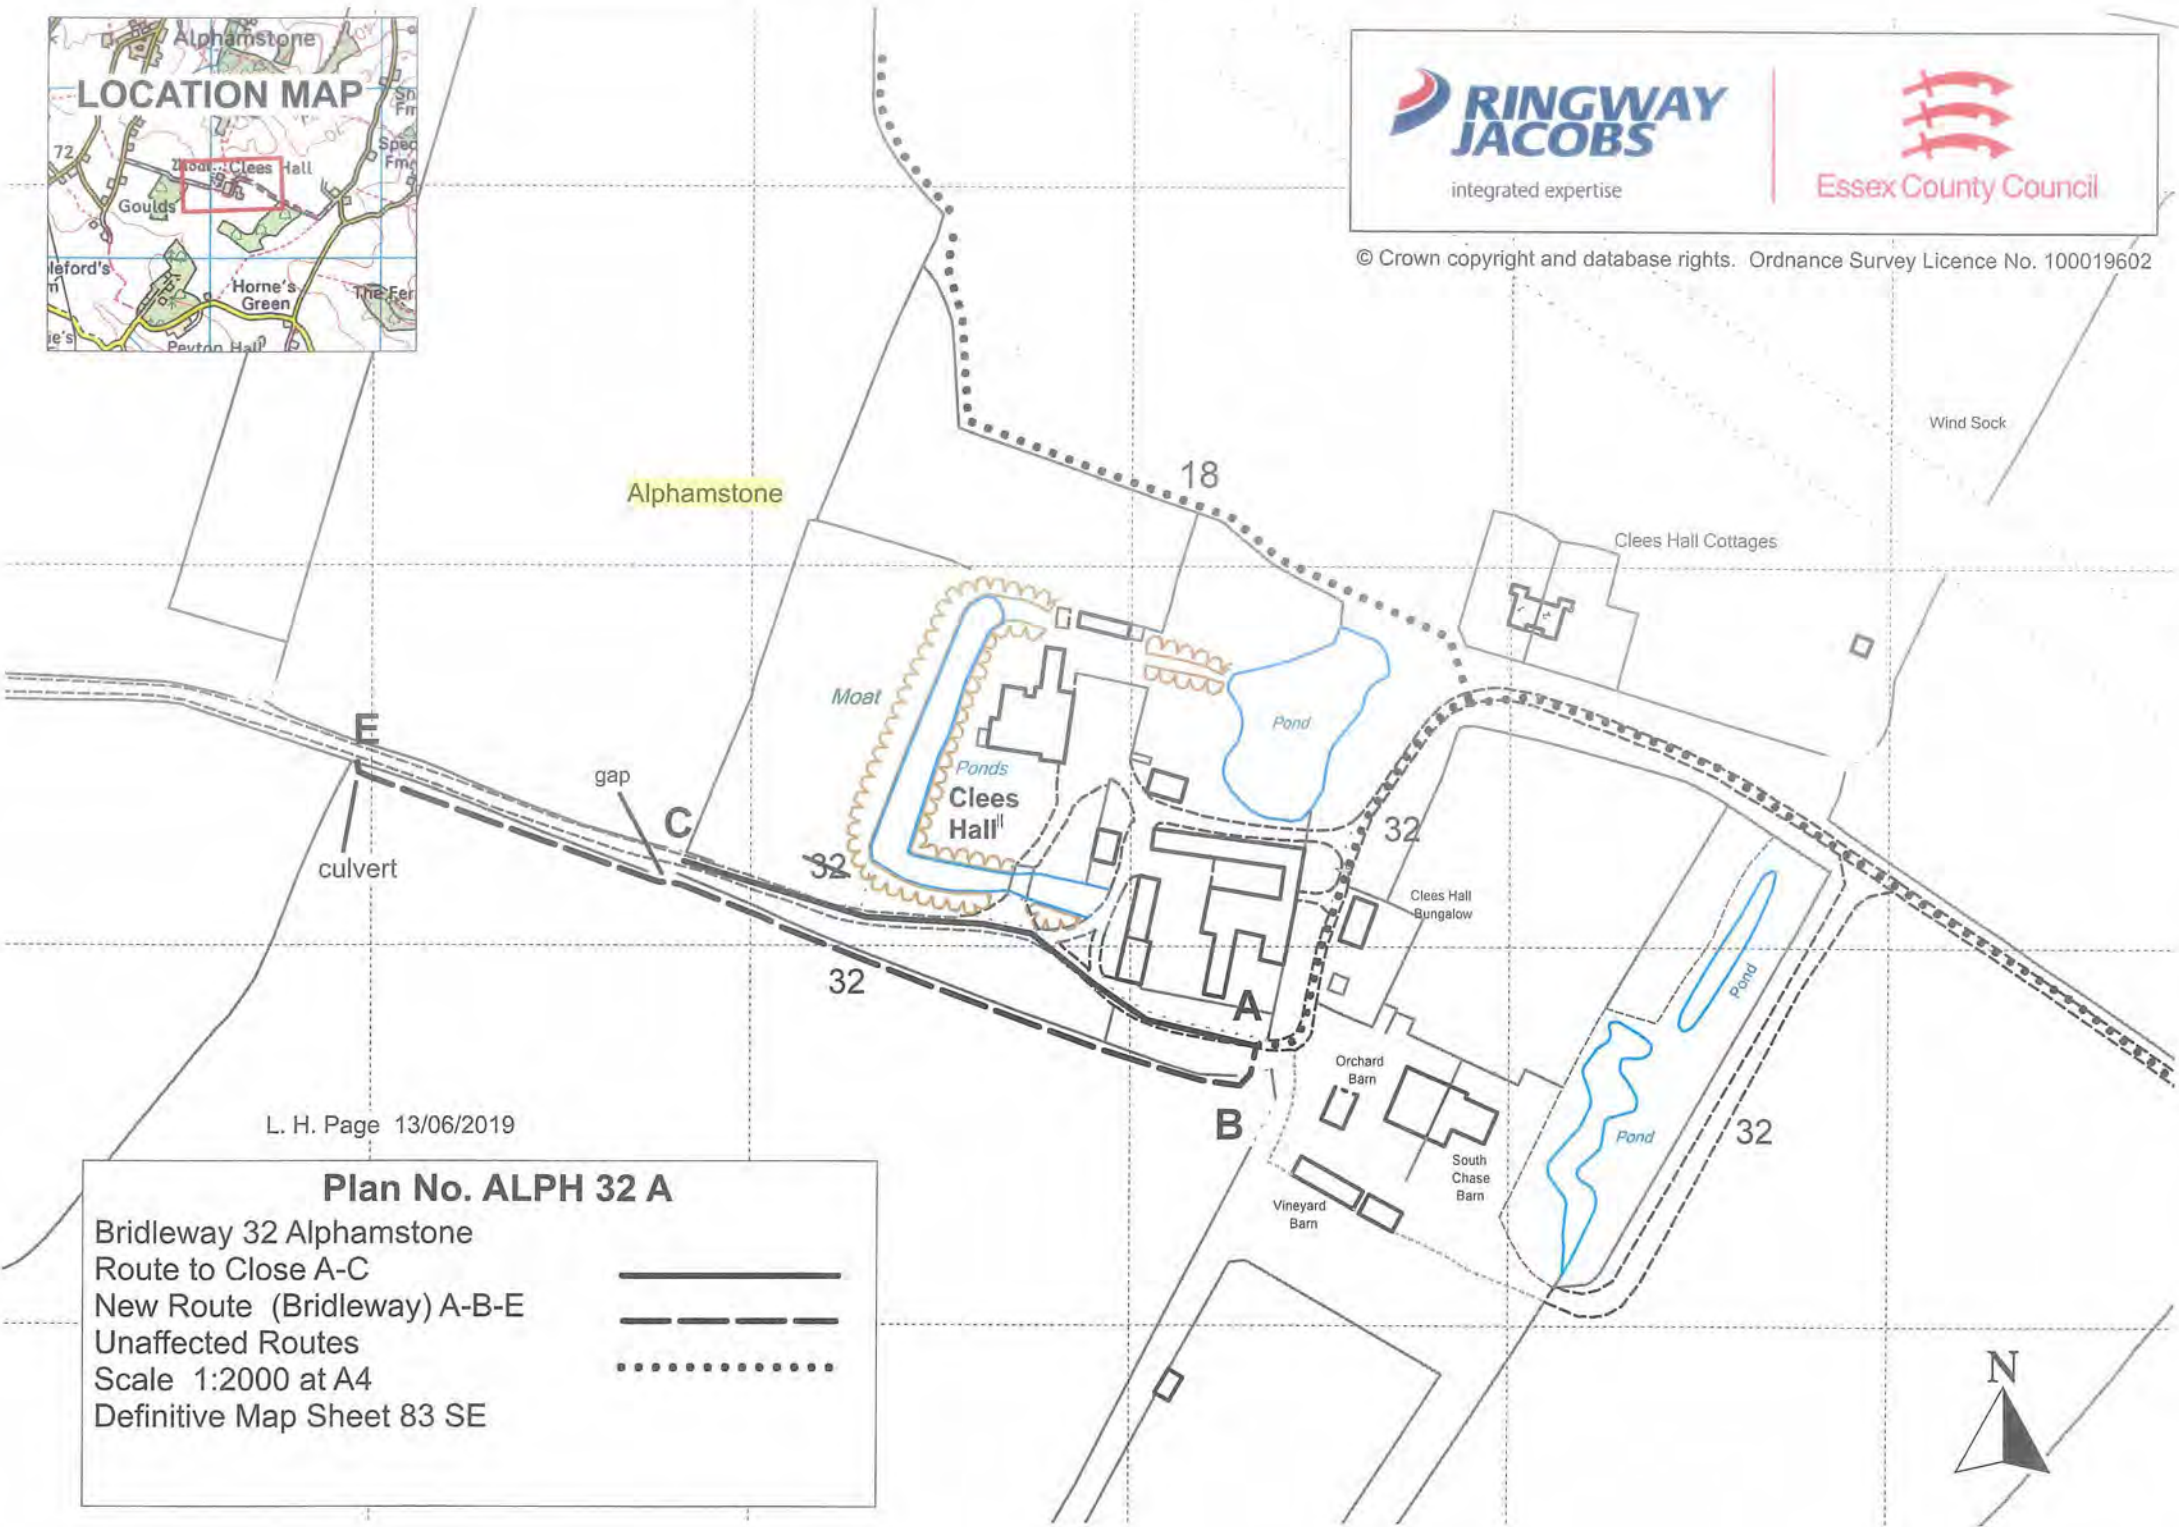 Alphamstone
LOCATION MAP
72
Clees Hall
Goulds
Horne's
Green
Peyton Hall
RINGWAY
JACOBS
integrated expertise
Essex County Council
© Crown copyright and database rights. Ordnance Survey Licence No. 100019602
Wind Sock
18
Alphamstone
Clees Hall Cottages
Moat
Pond
E
gap
Ponds
Clees
Hall
C
32
32
culvert
Clees Hall
Bungalow
32
A
Pond
Orchard
Barn
B
L. H. Page 13/06/2019
Pond
32
South
Chase
Barn
Vineyard
Barn
Plan No. ALPH 32 A
Bridleway 32 Alphamstone
Route to Close A-C
New Route (Bridleway) A-B-E
Unaffected Routes
Scale 1:2000 at A4
Definitive Map Sheet 83 SE
N